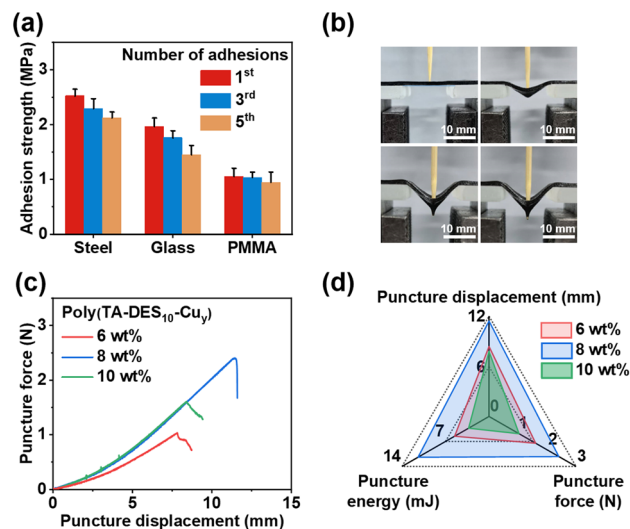 (a)
Adhesion strength (MPa)
3
2
1
0
Number of adhesions
1st
3rd
5th
Steel Glass PMMA
(b)
10 mm
10 mm
10 mm
10 mm
(c)
Puncture force (N)
3
2
1
0
Poly(TA-DES10-Cuy)
6 wt%
8 wt%
10 wt%
0 5 10 15
Puncture displacement (mm)
(d)
Puncture displacement (mm)
12
6
0
7
14
1
2
3
6 wt%
8 wt%
10 wt%
Puncture
energy (mJ)
Puncture
force (N)